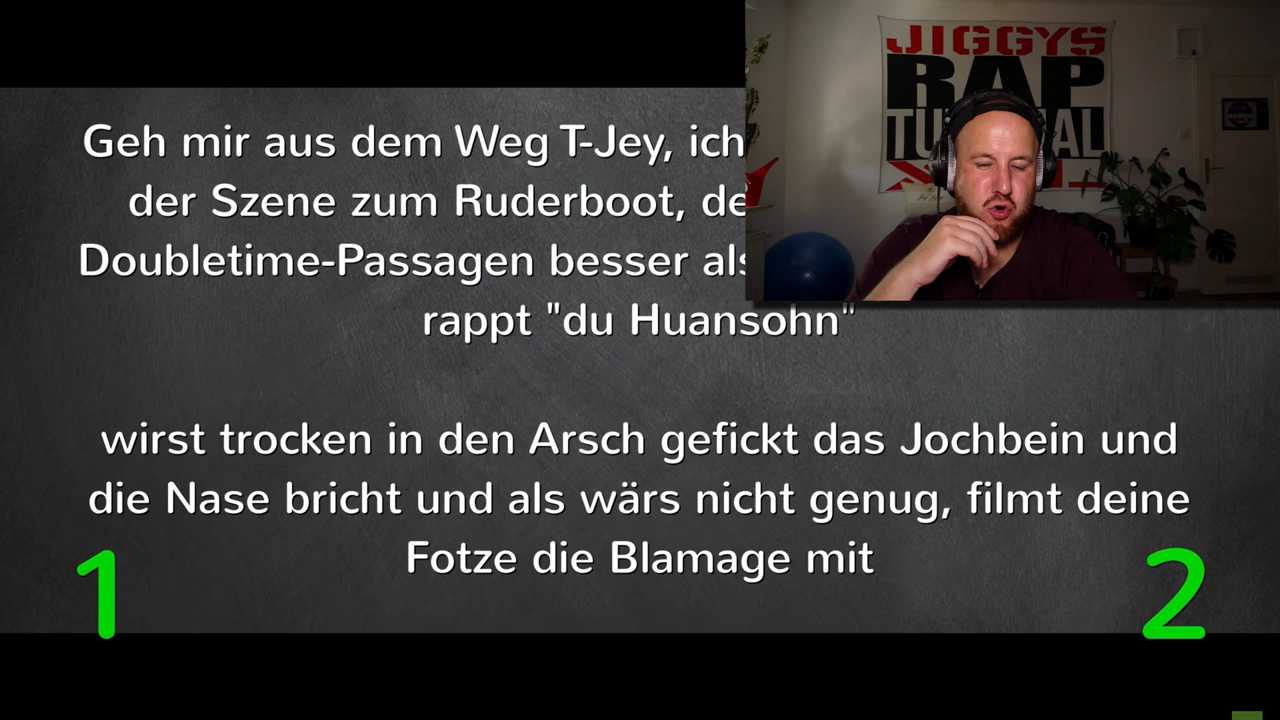 JIGGYS
RAP
Geh mir aus dem Weg T-Jey, ich
der Szene zum Ruderboot,
Doubletime-Passagen besser
rappt "du Huansohn"
wirst trocken in den Arsch gefickt das Jochbein und
die Nase bricht und als wärs nicht genug, filmt deine
Fotze die Blamage mit
1
2